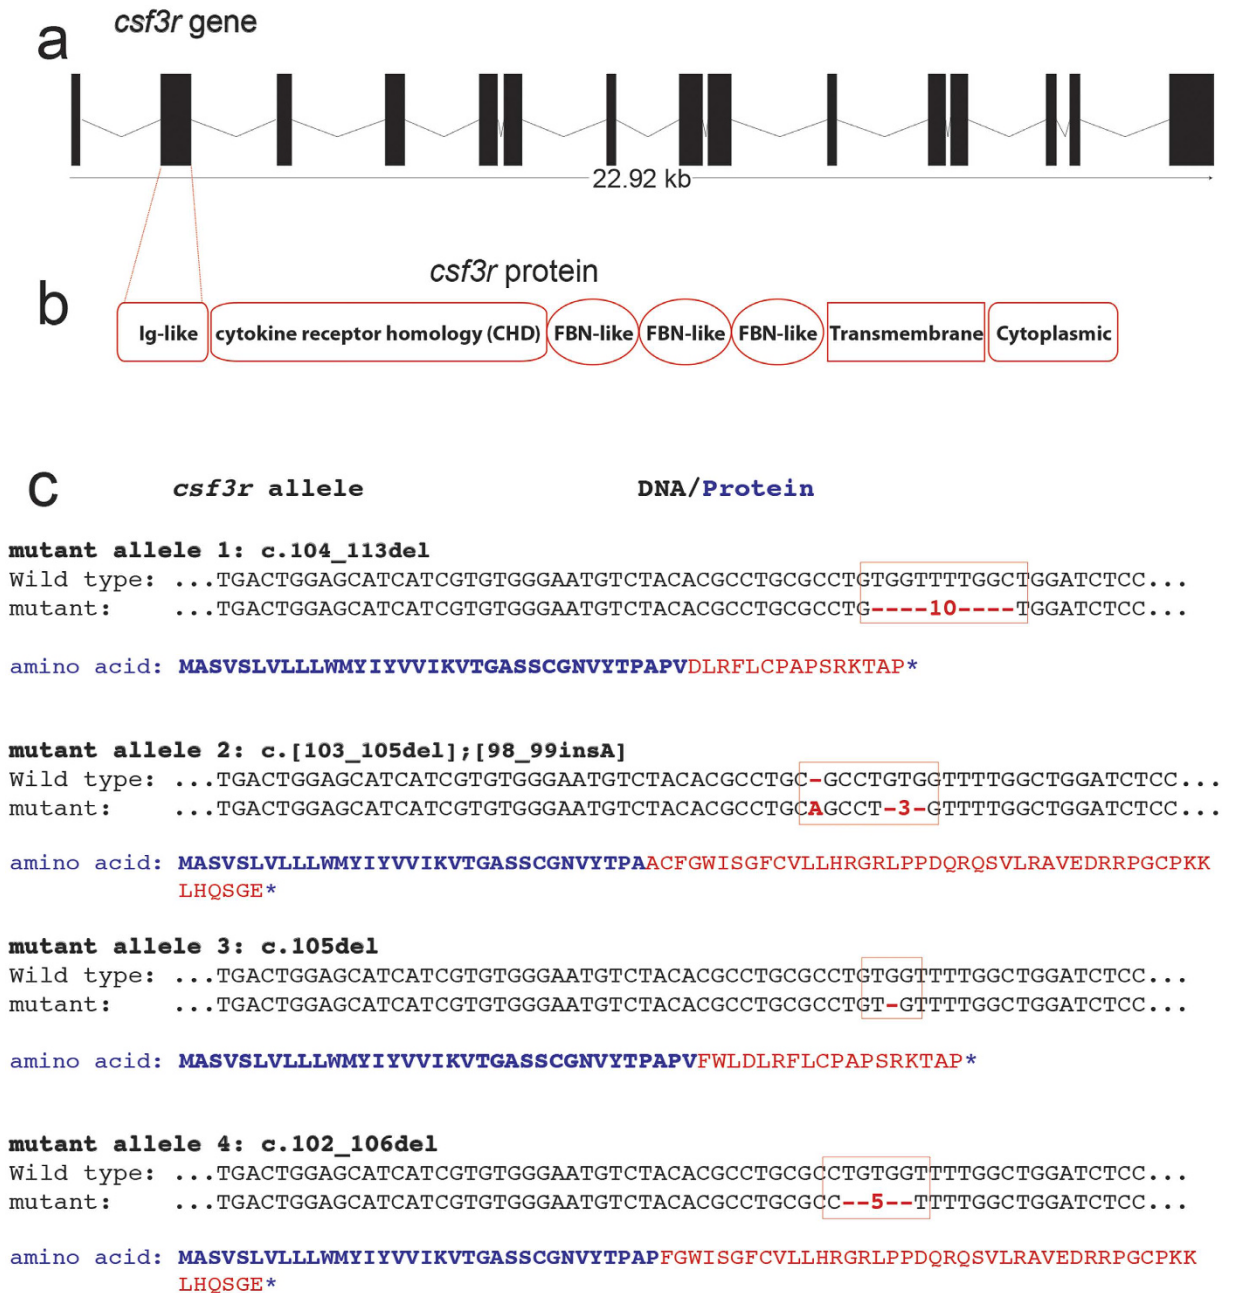 a
csf3r gene
22.92 kb
b
csf3r protein
Ig-like
cytokine receptor homology (CHD)
FBN-like
FBN-like
FBN-like
Transmembrane
Cytoplasmic
c
csf3r allele DNA/Protein
mutant allele 1: c.104_113del
Wild type: ...TGACTGGAGCATCATCGTGTGGGAATGTCTACACGCCTGCGCCTGTGGTTTTGGCTGGATCTCC...
mutant: ...TGACTGGAGCATCATCGTGTGGGAATGTCTACACGCCTGCGCCTG----10----TGGATCTCC...
amino acid: MASVSLVLLLWMYIYVVIKVTGASSCGNVYTPAPVDLRFLCPAPSRKTAP*
mutant allele 2: c.[103_105del];[98_99insA]
Wild type: ...TGACTGGAGCATCATCGTGTGGGAATGTCTACACGCCTGC-GCCTGTGGTTTTGGCTGGATCTCC...
mutant: ...TGACTGGAGCATCATCGTGTGGGAATGTCTACACGCCTGCAGCCT-3-GTTTTGGCTGGATCTCC...
amino acid: MASVSLVLLLWMYIYVVIKVTGASSCGNVYTPAACFGWISGFCVLLHRGRLPPDQRQSVLRAVEDRRPGCPKK
LHQSGE*
mutant allele 3: c.105del
Wild type: ...TGACTGGAGCATCATCGTGTGGGAATGTCTACACGCCTGCGCCTGTGGTTTTGGCTGGATCTCC...
mutant: ...TGACTGGAGCATCATCGTGTGGGAATGTCTACACGCCTGCGCCTGT-GTTTTGGCTGGATCTCC...
amino acid: MASVSLVLLLWMYIYVVIKVTGASSCGNVYTPAPVFWLDLRFLCPAPSRKTAP*
mutant allele 4: c.102_106del
Wild type: ...TGACTGGAGCATCATCGTGTGGGAATGTCTACACGCCTGCGCCTGTGGTTTTGGCTGGATCTCC...
mutant: ...TGACTGGAGCATCATCGTGTGGGAATGTCTACACGCCTGCGCC--5--TTTTGGCTGGATCTCC...
amino acid: MASVSLVLLLWMYIYVVIKVTGASSCGNVYTPAPFGWISGFCVLLHRGRLPPDQRQSVLRAVEDRRPGCPKK
LHQSGE*